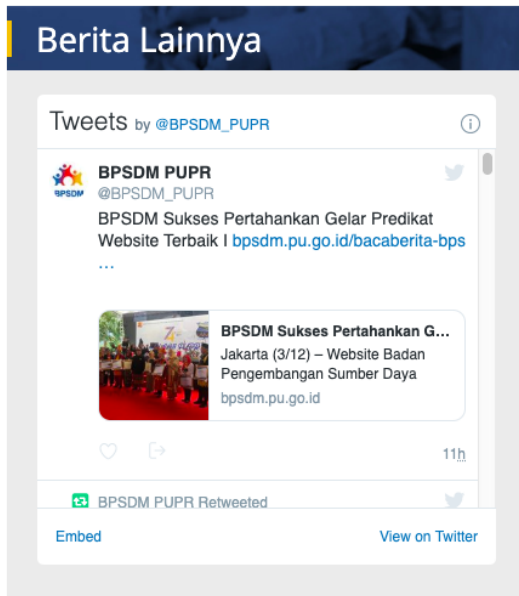 Berita Lainnya
Tweets by @BPSDM_PUPR
BPSDM PUPR
@BPSDM_PUPR
BPSDM
BPSDM Sukses Pertahankan Gelar Predikat
Website Terbaik I bpsdm.pu.go.id/bacaberita-bps
…
BPSDM Sukses Pertahankan G...
Jakarta (3/12) – Website Badan
Pengembangan Sumber Daya
bpsdm.pu.go.id
11h
BPSDM PUPR Retweeted
Embed
View on Twitter